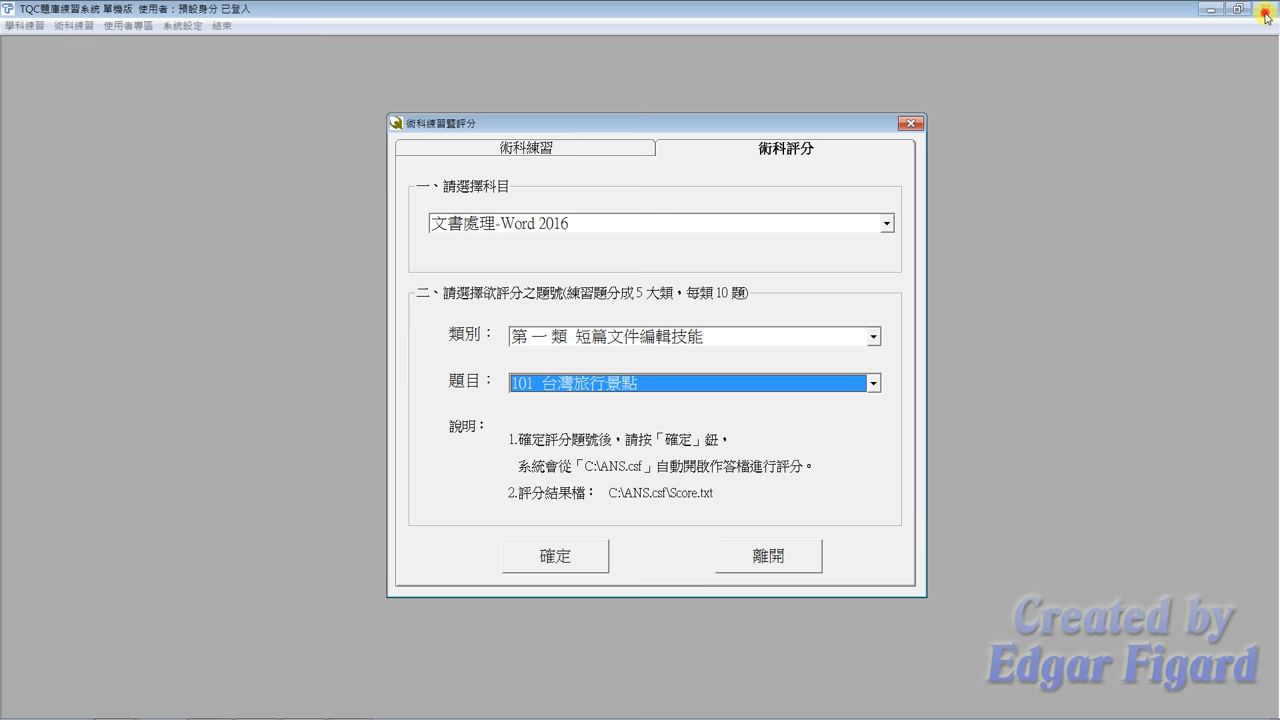 TQC題庫練習系統 單機版 使用者：預設身分 已登入
學科練習 術科練習 使用者專區 系統設定 結束
術科練習暨評分
術科練習 術科評分
一、請選擇科目
文書處理-Word 2016
二、請選擇欲評分之題號(練習題分成 5 大類，每類 10 題)
類別： 第 一 類 短篇文件編輯技能
題目： 101 台灣旅行景點
說明：
1.確定評分題號後，請按「確定」鈕，
系統會從「C:\ANS.csf」自動開啟作答檔進行評分。
2.評分結果檔： C:\ANS.csf\Score.txt
確定 離開
Created by
Edgar Figard